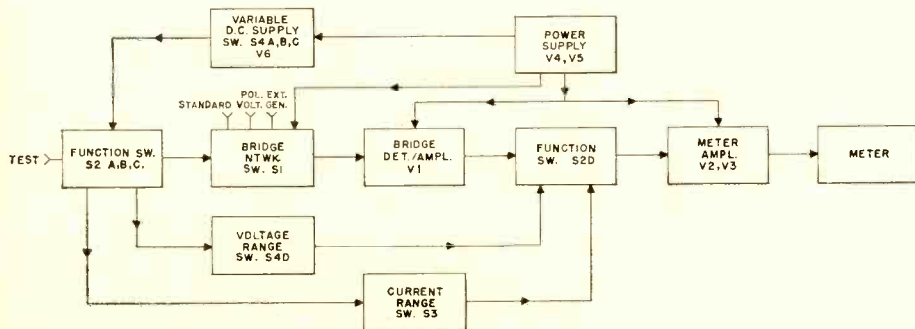 VARIABLE
D.C. SUPPLY
SW. S4A,B,C
V6
POWER
SUPPLY
V4,V5
POL. EXT.
STANDARD VOLT. GEN.
TEST
FUNCTION SW.
S2 A,B,C.
BRIDGE
NTWK
SW. S1
BRIDGE
DET./AMPL.
V1
FUNCTION
SW. S2D
METER
AMPL.
V2,V3
METER
VOLTAGE
RANGE
SW. S4D
CURRENT
RANGE
SW. S3